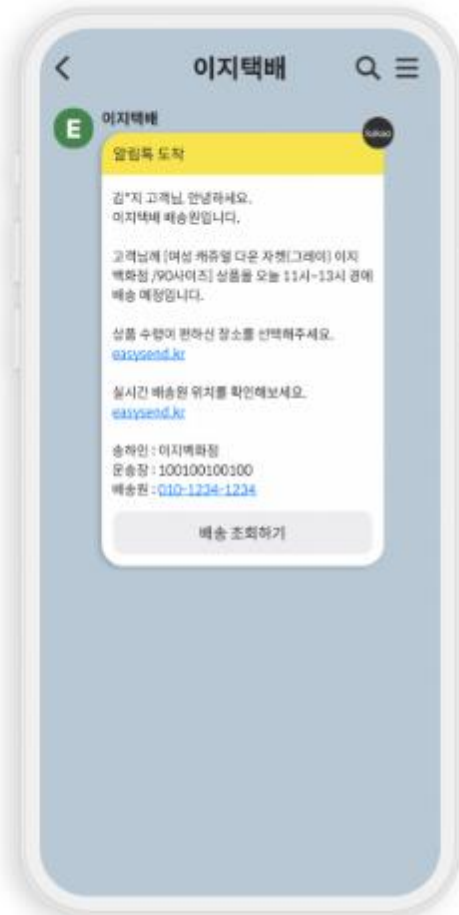 이지택배
E
이지택배
kakao
알림톡 도착
김*지 고객님, 안녕하세요.
이지택배 배송원입니다.
고객님께 [여성 캐쥬얼 다운 자켓(그레이) 이지
백화점 /90사이즈] 상품을 오늘 11시~13시 경에
배송 예정입니다.
상품 수령이 편하신 장소를 선택해주세요.
easysend.kr
실시간 배송원 위치를 확인해보세요.
easysend.kr
송하인 : 이지백화점
운송장 : 100100100100
배송원 : 010-1234-1234
배송 조회하기